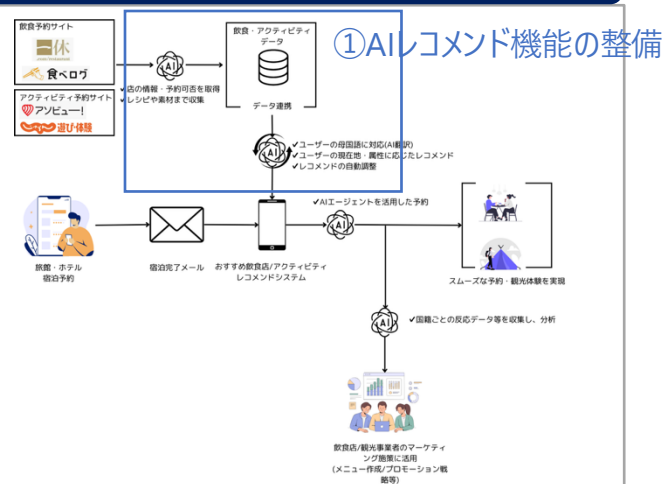 ①AIレコメンド機能の整備
飲食予約サイト
一休
食べログ
アクティビティ予約サイト
アソビュー!
遊び・体験
AI
✓店の情報・予約可否を取得
✓レシピや素材まで収集
飲食・アクティビティ
データ
データ連携
AI
✓ユーザーの母国語に対応(AI翻訳)
✓ユーザーの現在地・属性に応じたレコメンド
✓レコメンドの自動調整
旅館・ホテル
宿泊予約
宿泊完了メール
おすすめ飲食店/アクティビティ
レコメンドシステム
✓AIエージェントを活用した予約
AI
スムーズな予約・観光体験を実現
AI
✓国籍ごとの反応データ等を収集し、分析
飲食店/観光事業者のマーケティ
ング施策に活用
(メニュー作成/プロモーション戦
略等)